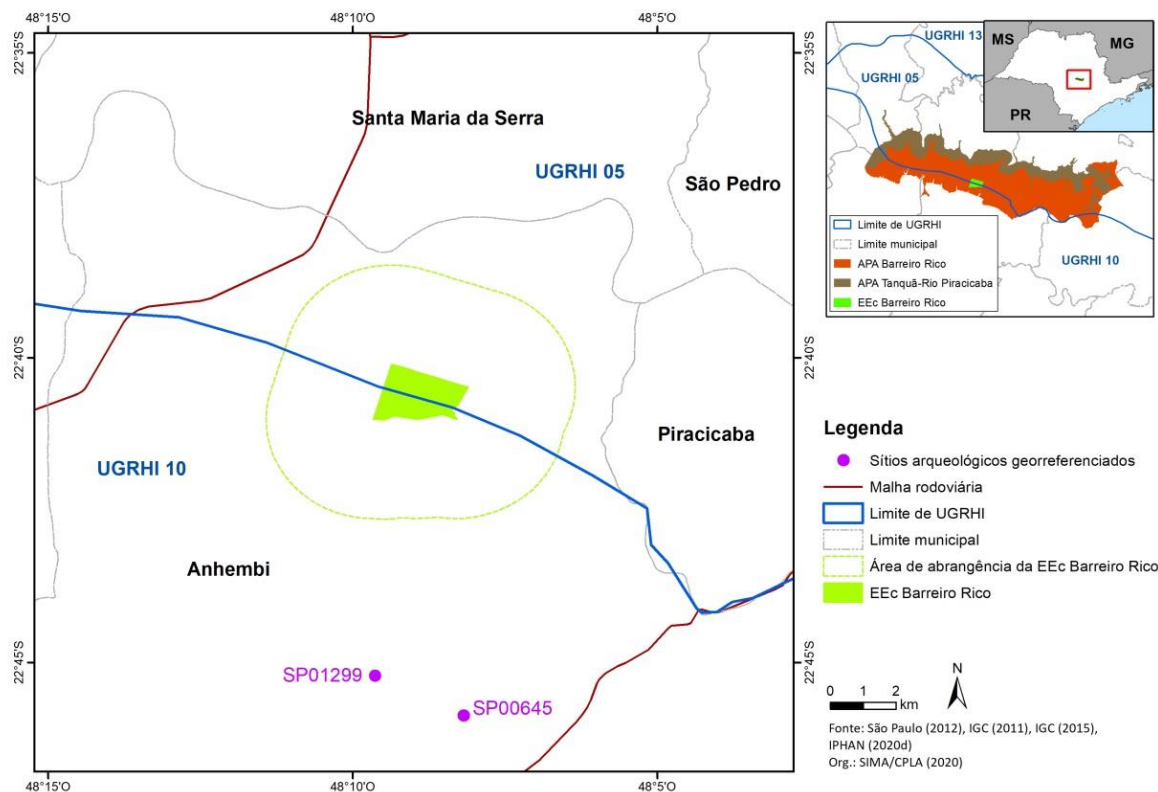 48°15'O
48°10'O
48°5'O
22°35'S
22°35'S
Santa Maria da Serra
UGRHI 05
São Pedro
22°40'S
22°40'S
Piracicaba
UGRHI 10
Anhembi
22°45'S
22°45'S
SP01299
SP00645
48°15'O
48°10'O
48°5'O
UGRHI 13
MS
MG
UGRHI 05
PR
Limite de UGRHI
Limite municipal
APA Barreiro Rico
APA Tanquã-Rio Piracicaba
EEc Barreiro Rico
UGRHI 10
Legenda
Sítios arqueológicos georreferenciados
Malha rodoviária
Limite de UGRHI
Limite municipal
Área de abrangência da EEc Barreiro Rico
EEc Barreiro Rico
N
0 1 2
km
Fonte: São Paulo (2012), IGC (2011), IGC (2015),
IPHAN (2020d)
Org.: SIMA/CPLA (2020)